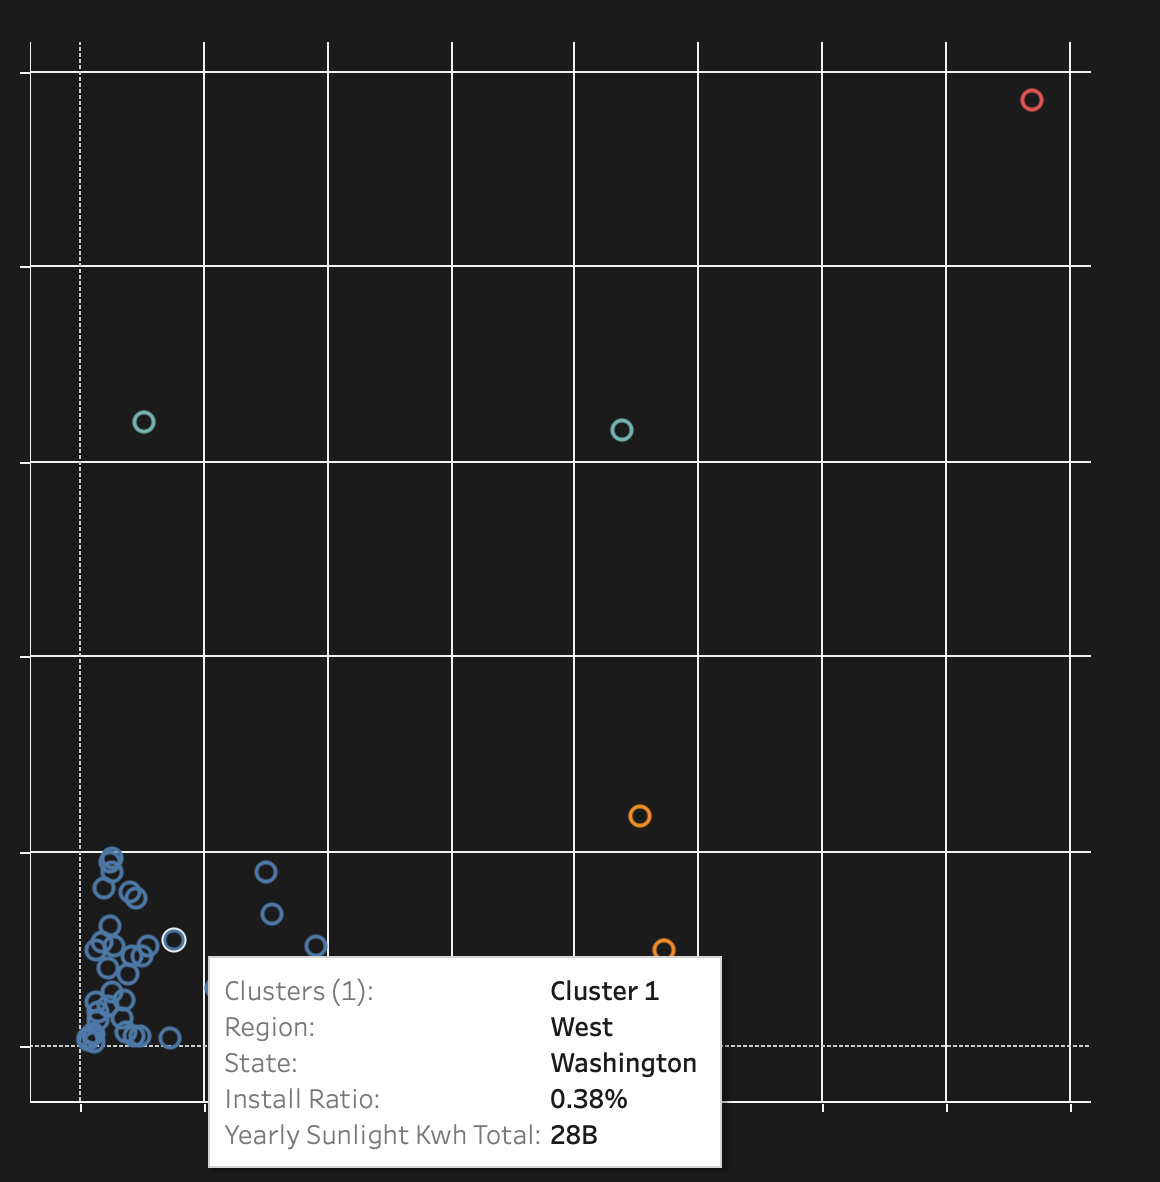 Clusters (1): Cluster 1
Region: West
State: Washington
Install Ratio: 0.38%
Yearly Sunlight Kwh Total: 28B